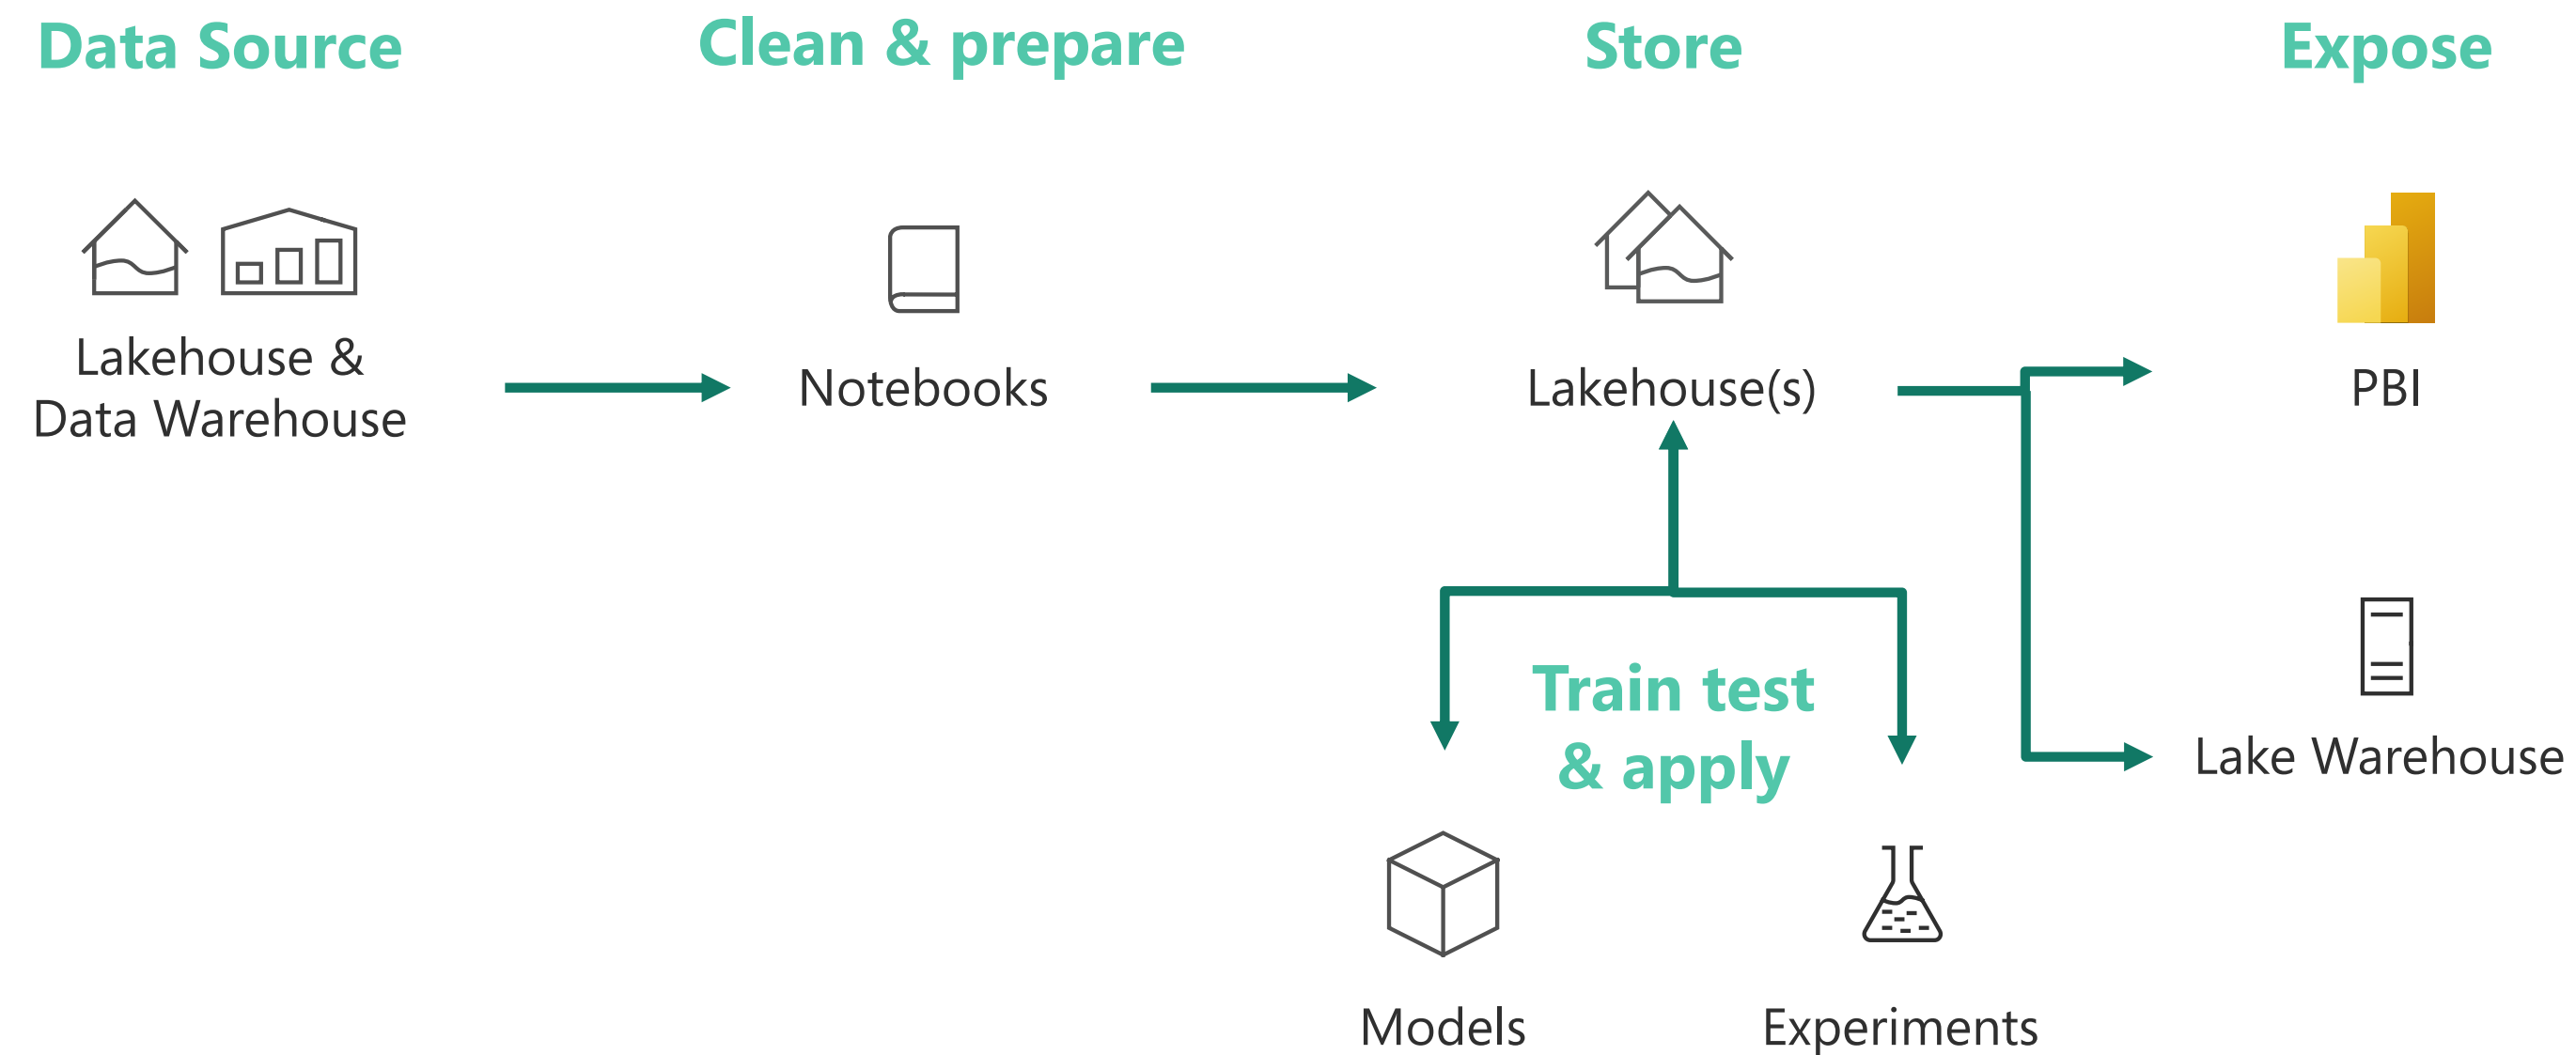 Data Source
Clean & prepare
Store
Expose
Lakehouse &
Data Warehouse
Notebooks
Lakehouse(s)
PBI
Train test
& apply
Lake Warehouse
Models
Experiments